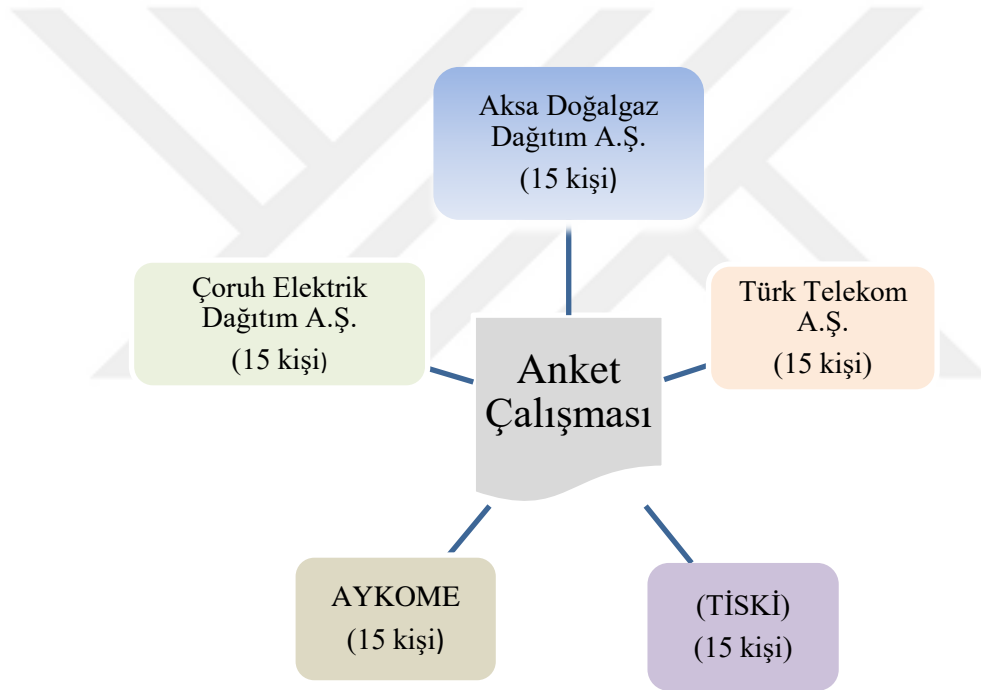 Aksa Doğalgaz
Dağıtım A.Ş.
(15 kişi)
Çoruh Elektrik
Dağıtım A.Ş.
(15 kişi)
Türk Telekom
A.Ş.
(15 kişi)
Anket
Çalışması
AYKOME
(15 kişi)
(TİSKİ)
(15 kişi)